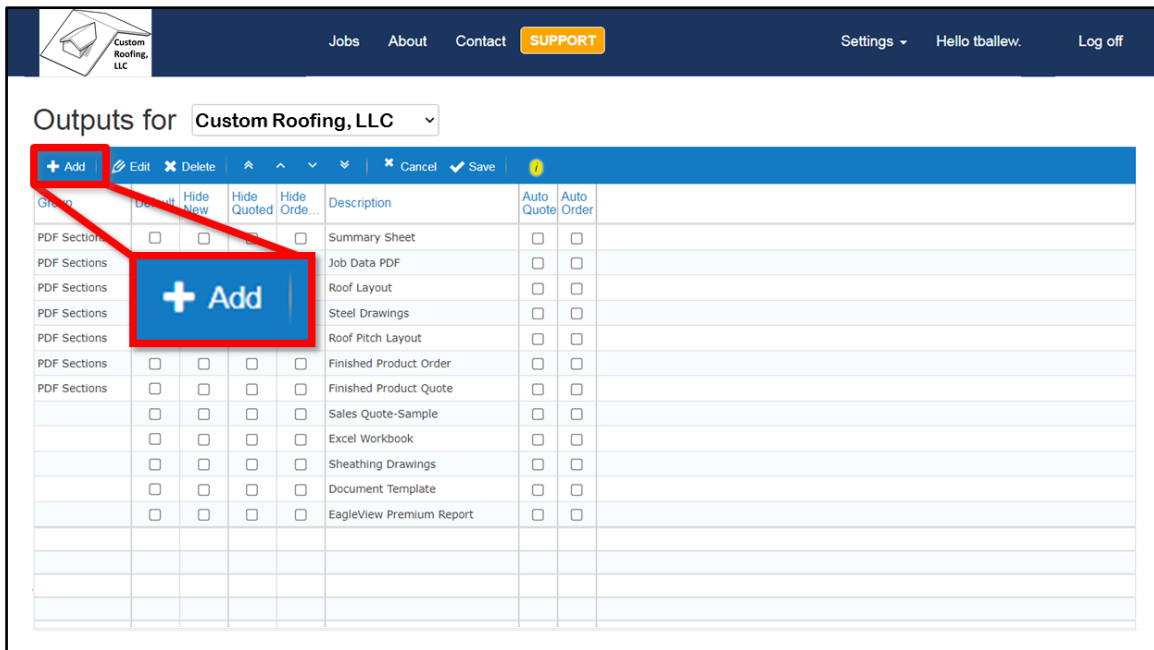 Custom
Roofing,
LLC
Jobs About Contact SUPPORT Settings Hello tballew. Log off
Outputs for Custom Roofing, LLC
Add Edit Delete Cancel Save i
Hide Hide Hide Auto Auto
New Quoted Orde... Description Quote Order
PDF Sections Summary Sheet
PDF Sections Job Data PDF
PDF Sections Roof Layout
Add
PDF Sections Steel Drawings
PDF Sections Roof Pitch Layout
PDF Sections Finished Product Order
PDF Sections Finished Product Quote
Sales Quote-Sample
Excel Workbook
Sheathing Drawings
Document Template
EagleView Premium Report